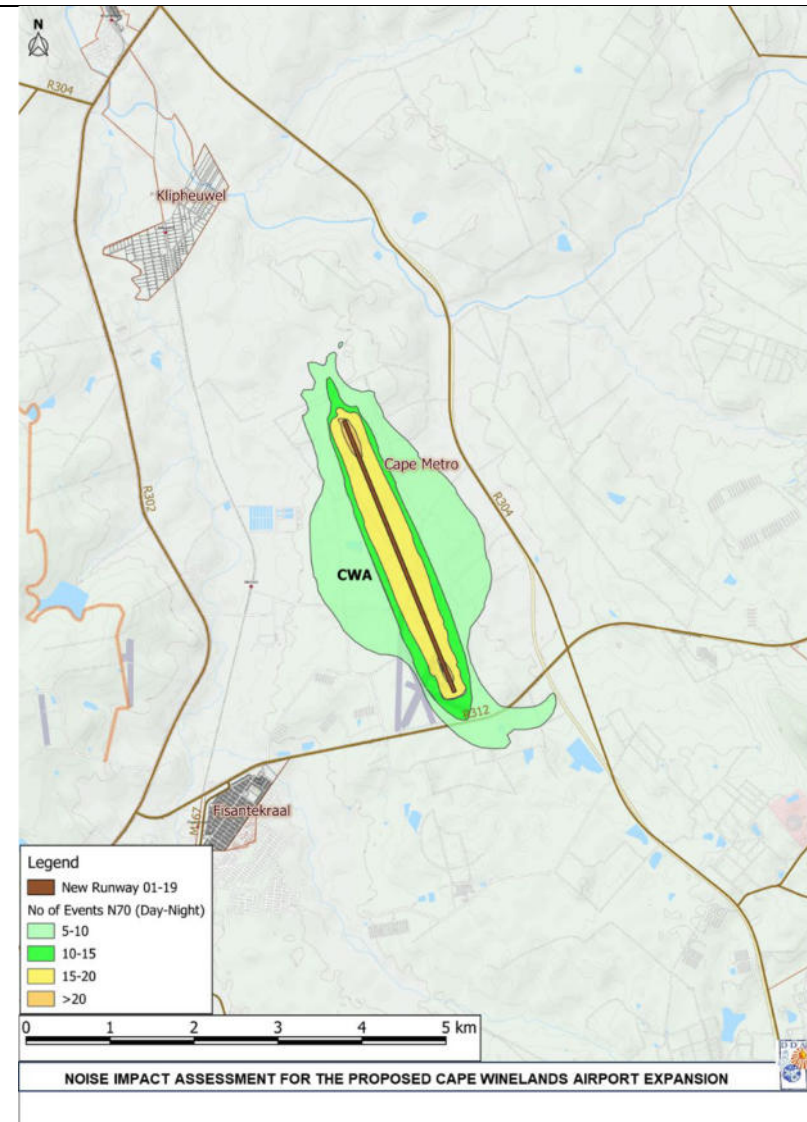 N
R304
Klipheuwel
Cape Metro
R304
R302
CWA
R312
Fisantekraal
M167
Legend
New Runway 01-19
No of Events N70 (Day-Night)
5-10
10-15
15-20
>20
0 1 2 3 4 5 km
NOISE IMPACT ASSESSMENT FOR THE PROPOSED CAPE WINELANDS AIRPORT EXPANSION
DDA